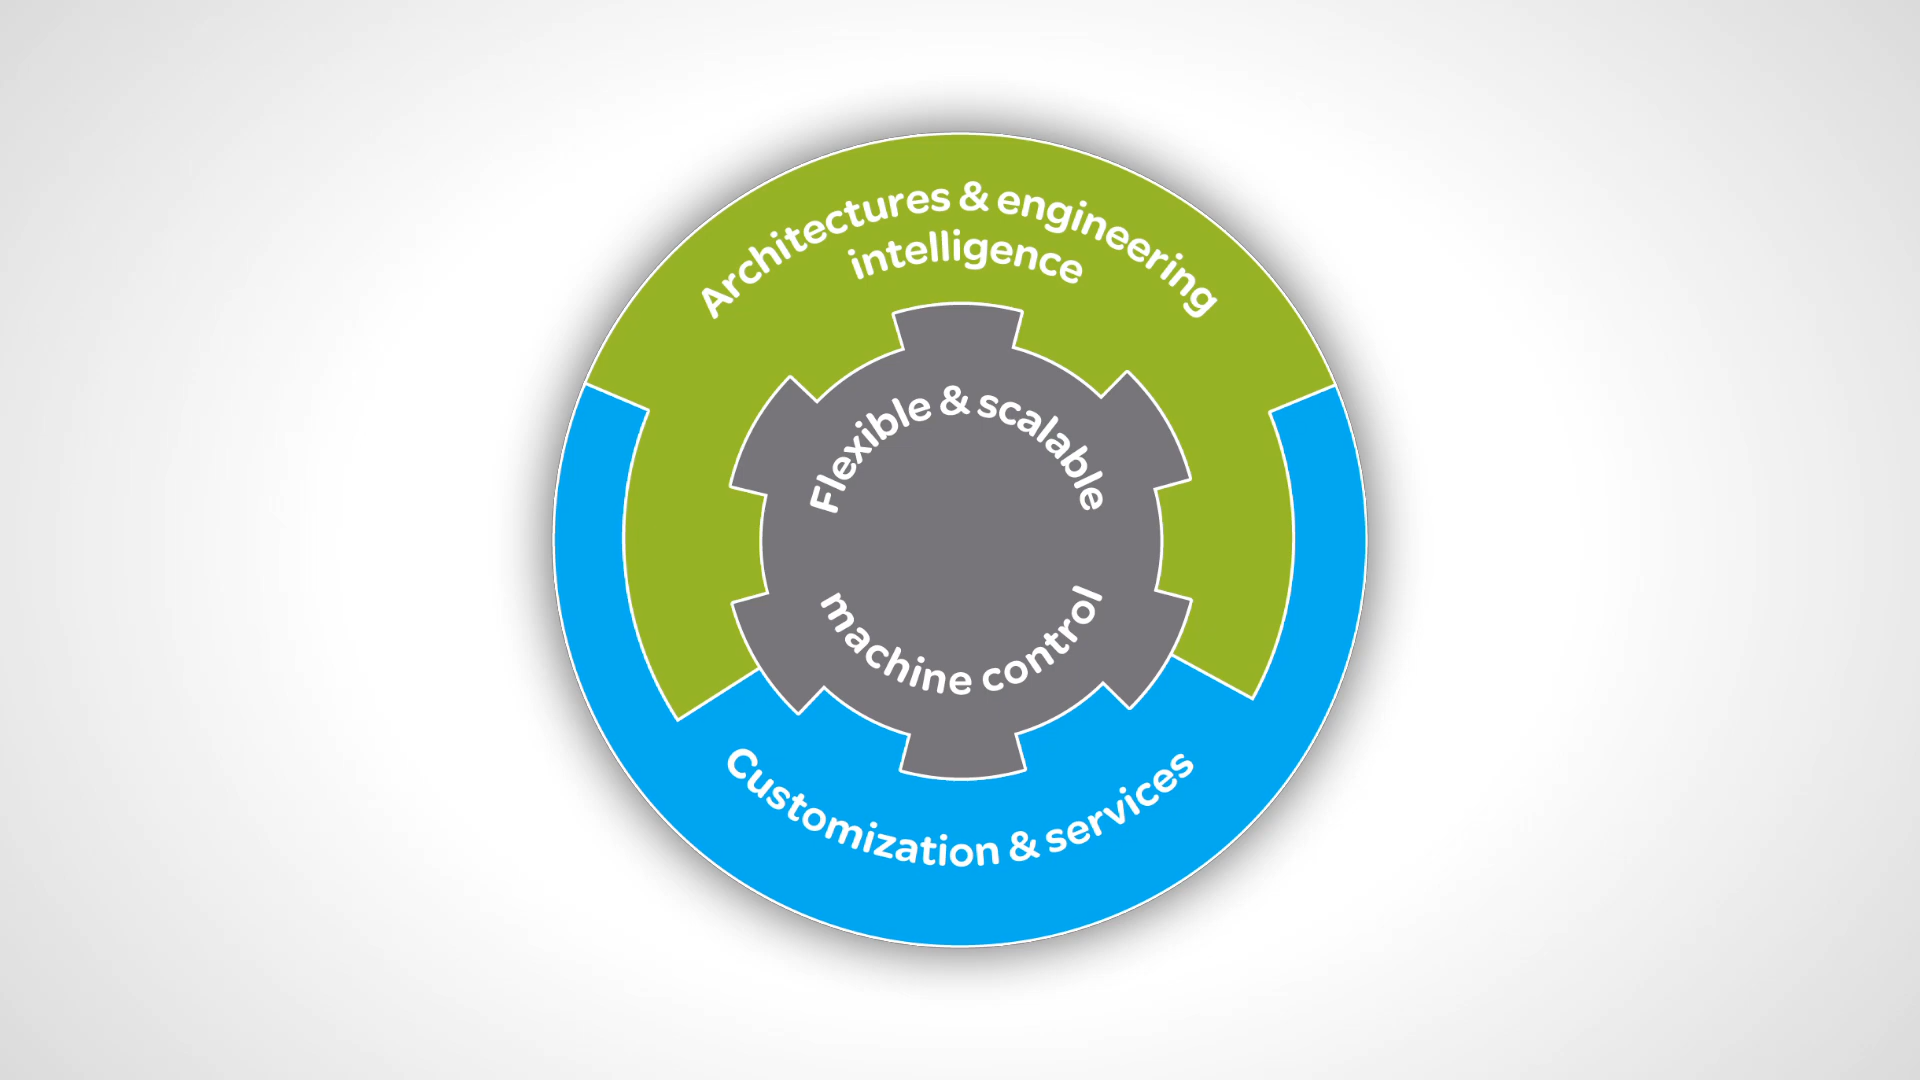 Architectures & engineering
intelligence
Flexible & scalable
machine control
Customization & services